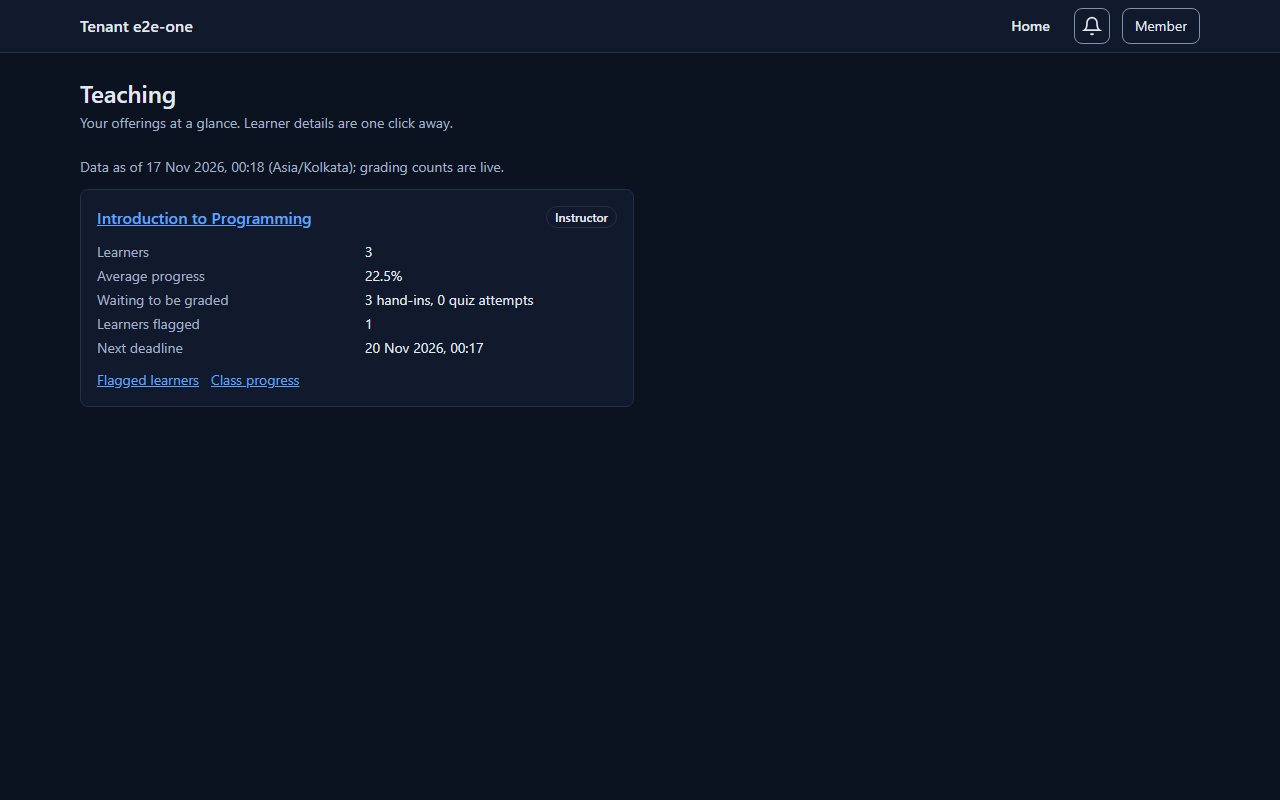 Tenant e2e-one
Home
Member
Teaching
Your offerings at a glance. Learner details are one click away.
Data as of 17 Nov 2026, 00:18 (Asia/Kolkata); grading counts are live.
Introduction to Programming
Instructor
Learners 3
Average progress 22.5%
Waiting to be graded 3 hand-ins, 0 quiz attempts
Learners flagged 1
Next deadline 20 Nov 2026, 00:17
Flagged learners Class progress